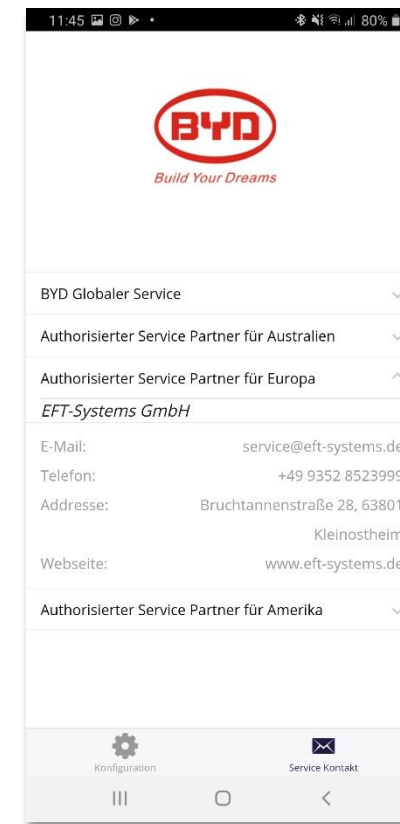 11:45
80%
BYD
Build Your Dreams
BYD Globaler Service
Authorisierter Service Partner für Australien
Authorisierter Service Partner für Europa
EFT-Systems GmbH
E-Mail: service@eft-systems.de
Telefon: +49 9352 8523999
Addresse: Bruchtannenstraße 28, 63801
Kleinostheim
Webseite: www.eft-systems.de
Authorisierter Service Partner für Amerika
Konfiguration
Service Kontakt